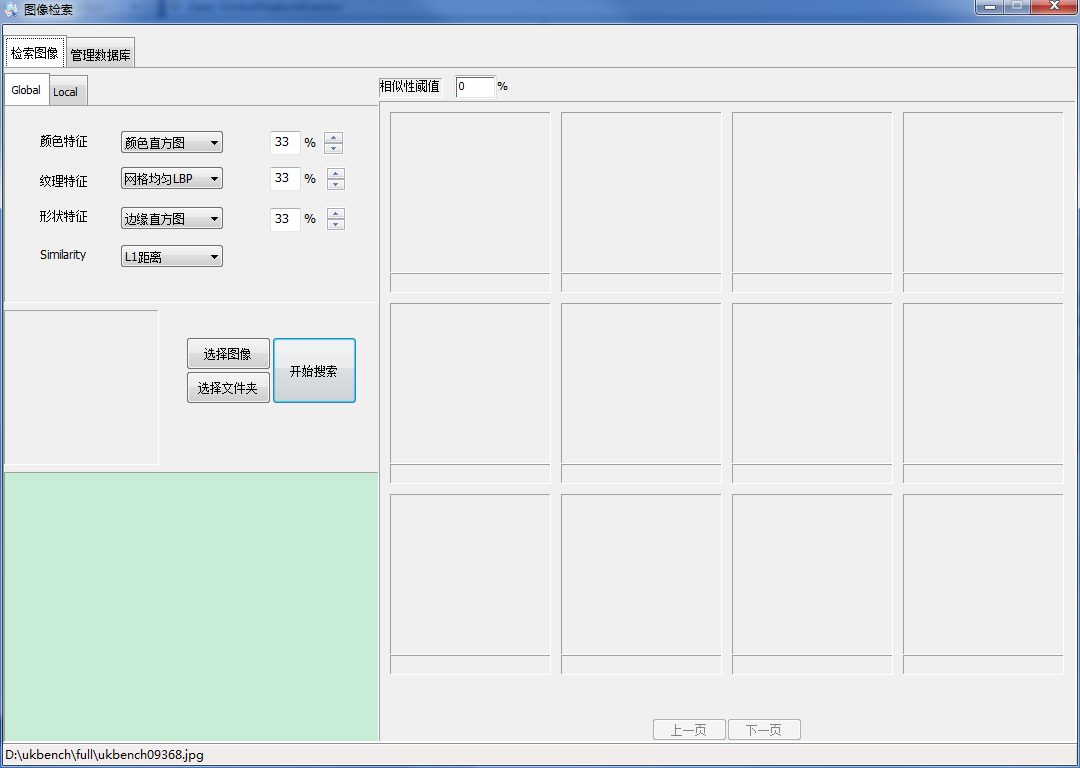 图像检索
检索图像 管理数据库
Global Local
相似性阈值 0 %
颜色特征 颜色直方图 33 %
纹理特征 网格均匀LBP 33 %
形状特征 边缘直方图 33 %
Similarity L1距离
选择图像
开始搜索
选择文件夹
上一页 下一页
D:\ukbench\full\ukbench09368.jpg